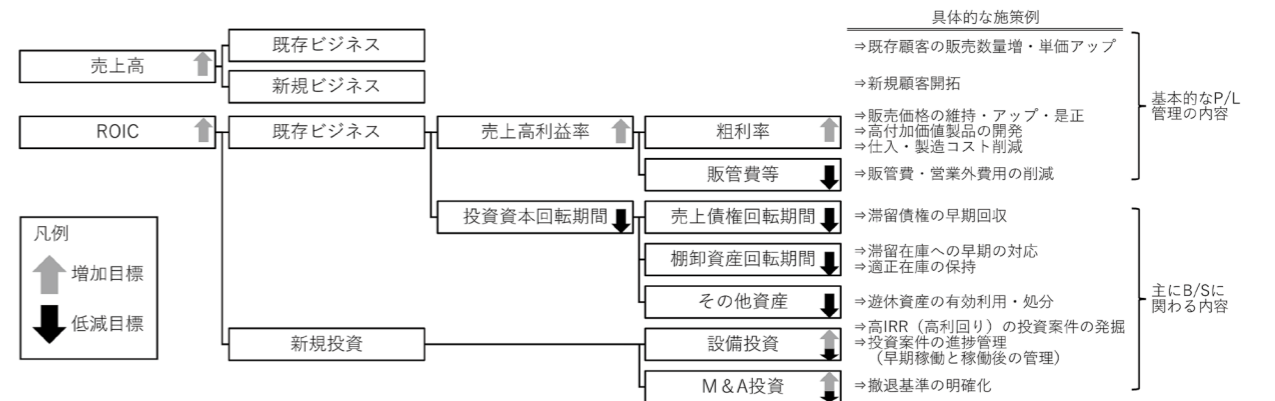 具体的な施策例
売上高
既存ビジネス
⇒既存顧客の販売数量増・単価アップ
新規ビジネス
⇒新規顧客開拓
基本的なP/L
管理の内容
ROIC
既存ビジネス
売上高利益率
粗利率
⇒販売価格の維持・アップ・是正
⇒高付加価値製品の開発
⇒仕入・製造コスト削減
販管費等
⇒販管費・営業外費用の削減
投資資本回転期間
売上債権回転期間
⇒滞留債権の早期回収
棚卸資産回転期間
⇒滞留在庫への早期の対応
⇒適正在庫の保持
その他資産
⇒遊休資産の有効利用・処分
主にB/Sに
関わる内容
新規投資
設備投資
⇒高IRR（高利回り）の投資案件の発掘
⇒投資案件の進捗管理
（早期稼働と稼働後の管理）
M&A投資
⇒撤退基準の明確化
凡例
増加目標
低減目標